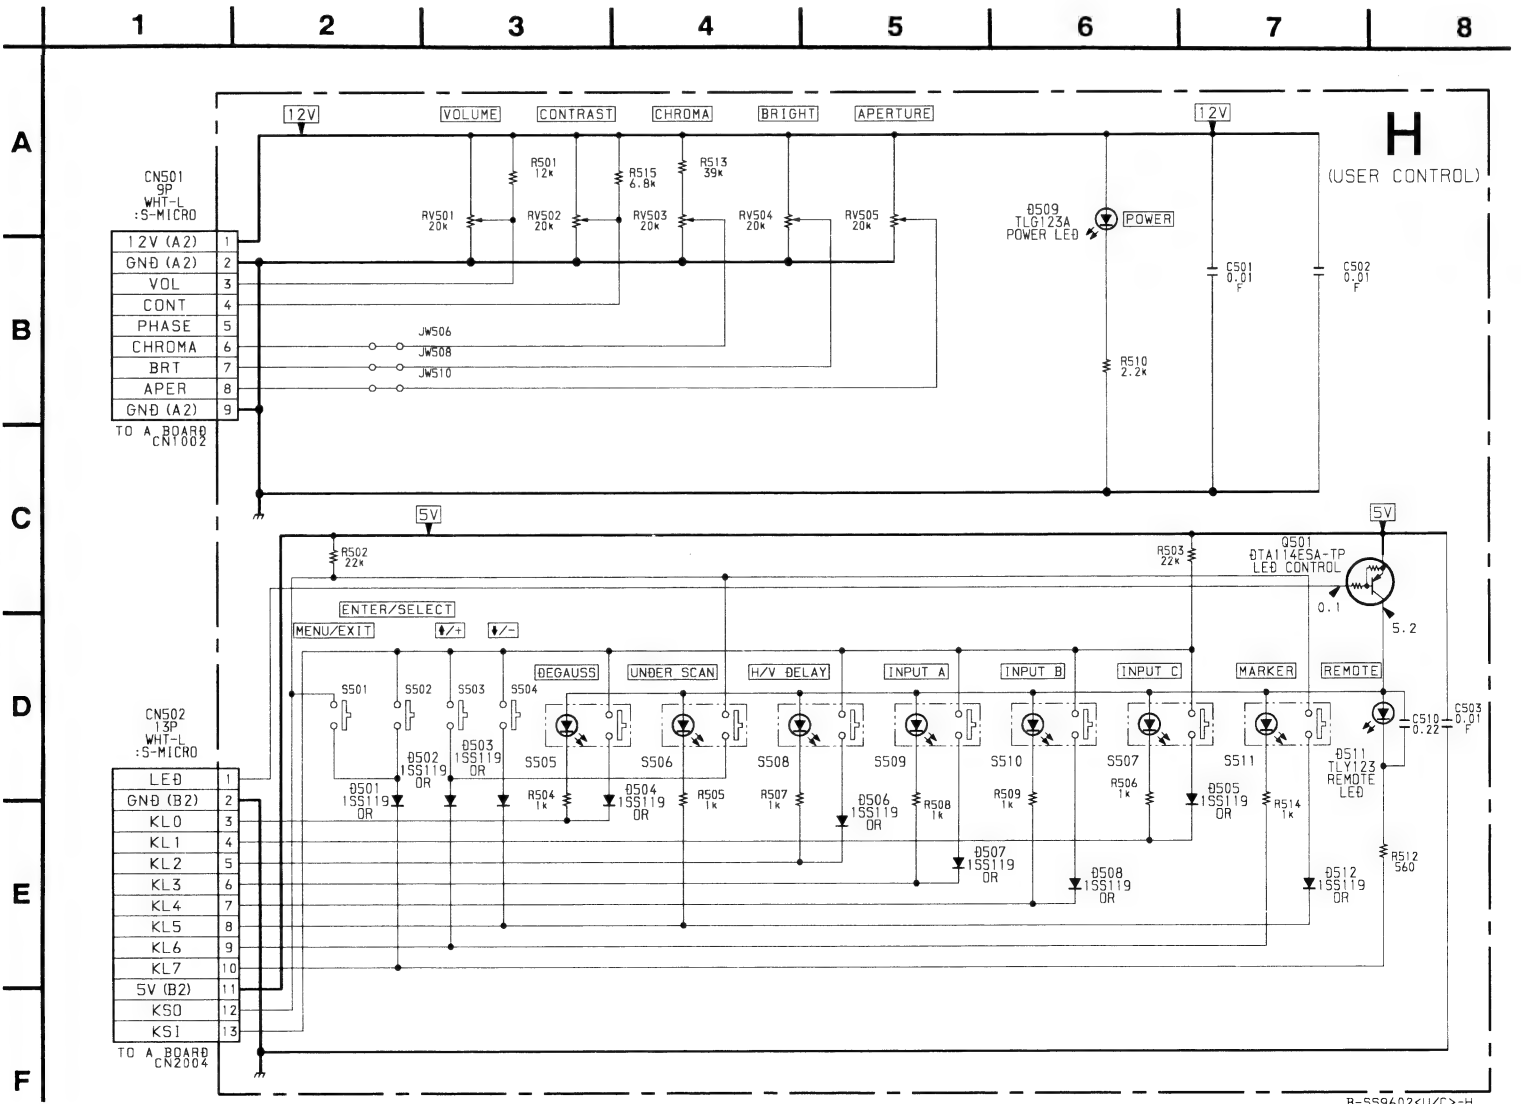 1 2 3 4 5 6 7 8
A
B
C
D
E
F
H
(USER CONTROL)
12V
VOLUME
CONTRAST
CHROMA
BRIGHT
APERTURE
12V
CN501
9P
WHT-L
:S-MICRO
12V (A2) 1
GND (A2) 2
VOL 3
CONT 4
PHASE 5
CHROMA 6
BRT 7
APER 8
GND (A2) 9
TO A BOARD
CN1002
R501
12k
R515
6.8k
R513
39k
RV501
20k
RV502
20k
RV503
20k
RV504
20k
RV505
20k
D509
TLG123A
POWER LED
POWER
C501
0.01
F
C502
0.01
F
JW506
JW508
JW510
R510
2.2k
5V
5V
R502
22k
R503
22k
Q501
DTA114ESA-TP
LED CONTROL
0.1
5.2
ENTER/SELECT
MENU/EXIT
/+
/-
DEGAUSS
UNDER SCAN
H/V DELAY
INPUT A
INPUT B
INPUT C
MARKER
REMOTE
S501
S502
S503
S504
S505
S506
S508
S509
S510
S507
S511
C510
0.22
C503
0.01
F
D511
TLY123
REMOTE
LED
CN502
13P
WHT-L
:S-MICRO
LED 1
GND (B2) 2
KL0 3
KL1 4
KL2 5
KL3 6
KL4 7
KL5 8
KL6 9
KL7 10
5V (B2) 11
KSO 12
KSI 13
TO A BOARD
CN2004
D501
1SS119
OR
D502
1SS119
OR
D503
1SS119
OR
R504
1k
D504
1SS119
OR
R505
1k
R507
1k
D506
1SS119
OR
R508
1k
D507
1SS119
OR
R509
1k
D508
1SS119
OR
R506
1k
D505
1SS119
OR
R514
1k
D512
1SS119
OR
R512
560
B-SS9602<U/C>-H